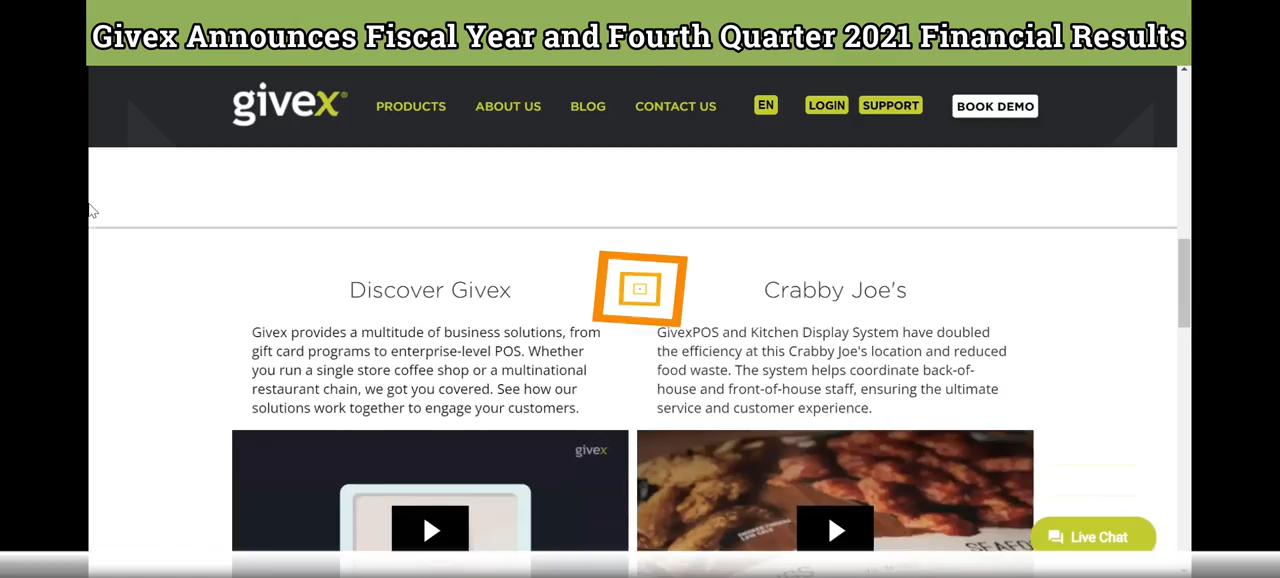 Givex Announces Fiscal Year and Fourth Quarter 2021 Financial Results
givex
PRODUCTS ABOUT US BLOG CONTACT US EN LOGIN SUPPORT BOOK DEMO
Discover Givex
Givex provides a multitude of business solutions, from
gift card programs to enterprise-level POS. Whether
you run a single store coffee shop or a multinational
restaurant chain, we got you covered. See how our
solutions work together to engage your customers.
Crabby Joe's
GivexPOS and Kitchen Display System have doubled
the efficiency at this Crabby Joe's location and reduced
food waste. The system helps coordinate back-of-
house and front-of-house staff, ensuring the ultimate
service and customer experience.
givex
Live Chat